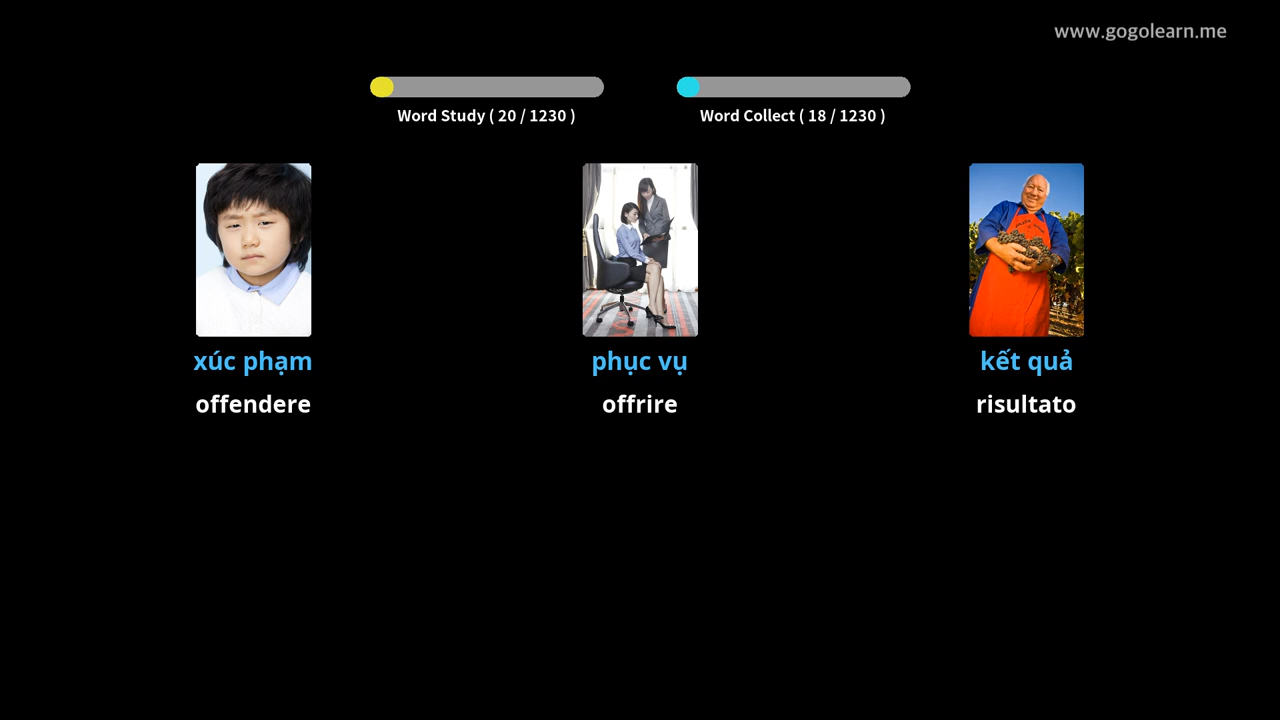 www.gogolearn.me
Word Study ( 20 / 1230 )
Word Collect ( 18 / 1230 )
xúc phạm
phục vụ
kết quả
offendere
offrire
risultato